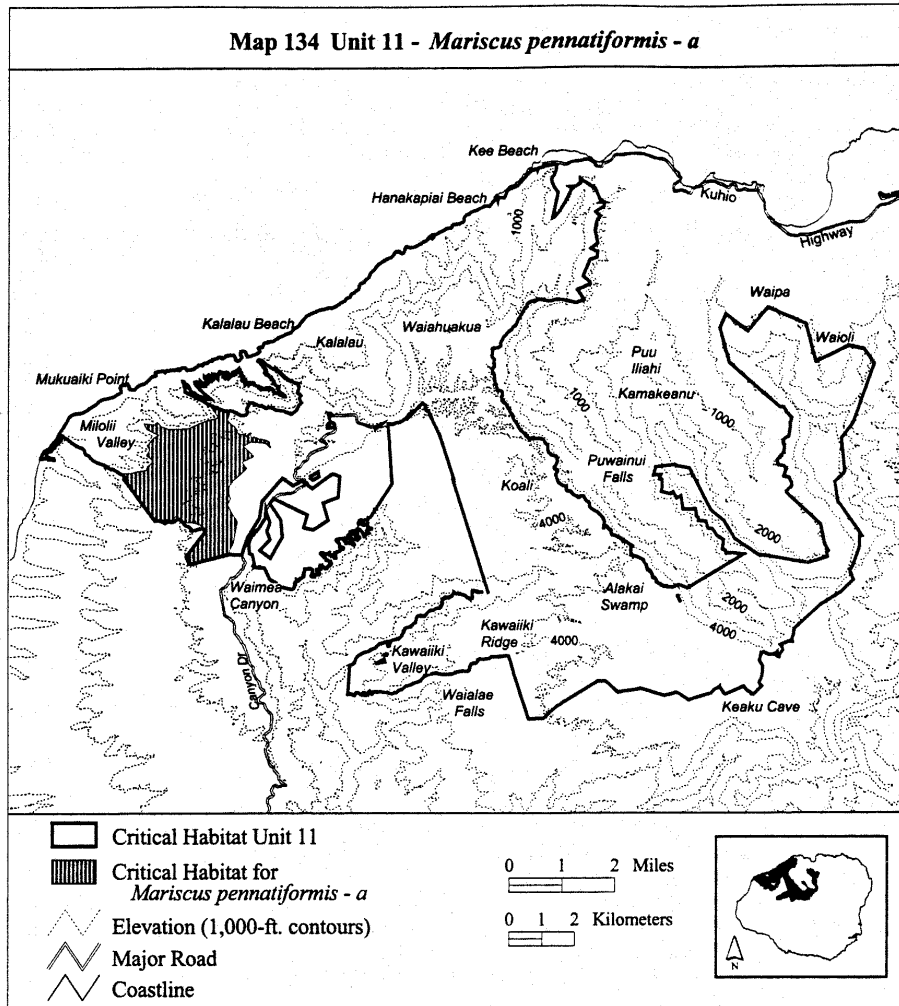 Map 134 Unit 11 - Mariscus pennatiformis - a
Kee Beach
Hanakapiai Beach
1000
Kuhio
Highway
Waipa
Kalalau Beach
Kalalau
Waiahuakua
Waioli
Mukuaiki Point
Puu
Iliahi
Kamakeanu
1000
1000
Milolii
Valley
Puwainui
Falls
Koali
4000
2000
Waimea
Canyon
Alakai
Swamp
2000
4000
Kawaiiki
Ridge
4000
Kawaiiki
Valley
Waialae
Falls
Keaku Cave
Canyon Dr
Critical Habitat Unit 11
Critical Habitat for
Mariscus pennatiformis - a
Elevation (1,000-ft. contours)
Major Road
Coastline
0 1 2 Miles
0 1 2 Kilometers
N